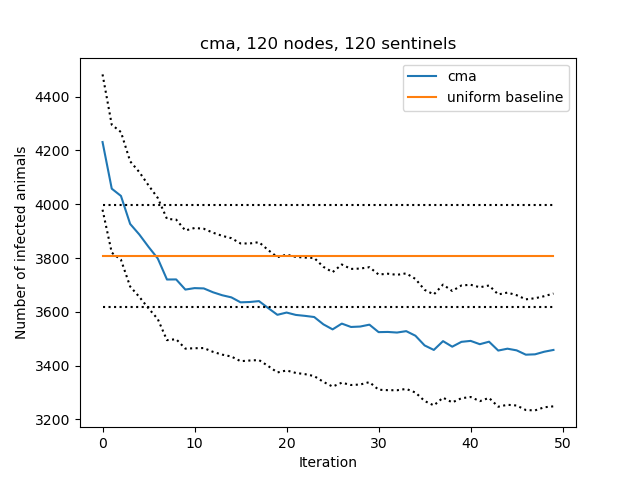 cma, 120 nodes, 120 sentinels
cma
uniform baseline
4400
4200
4000
3800
3600
3400
3200
Number of infected animals
0
10
20
30
40
50
Iteration